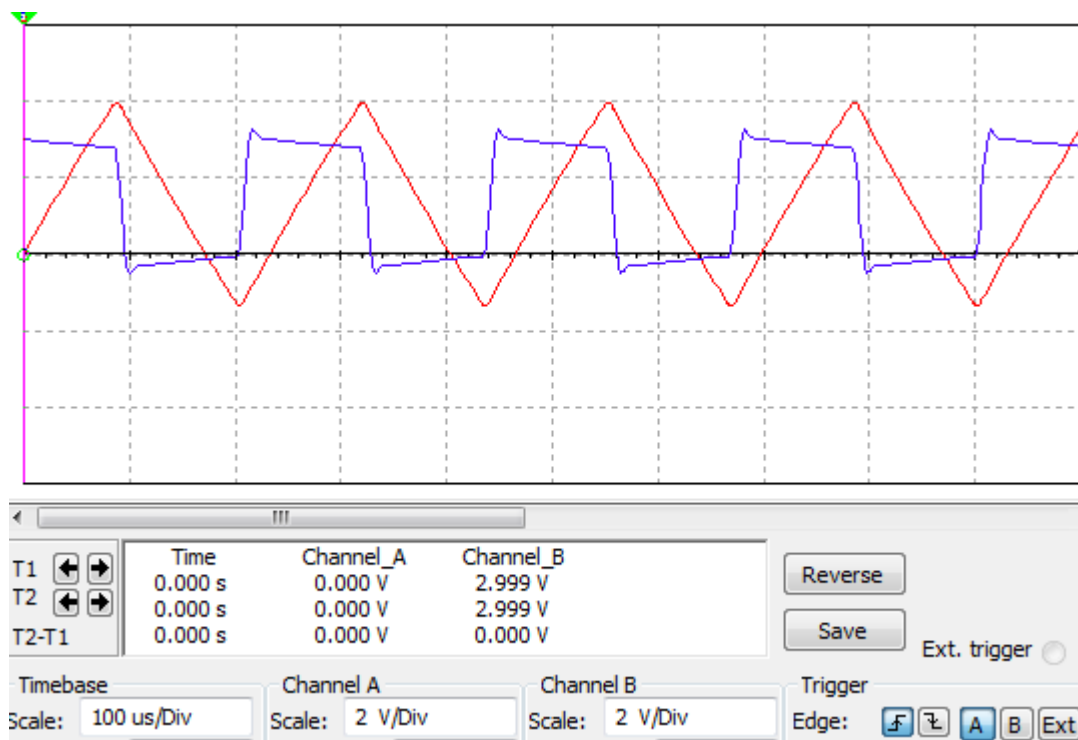 Time Channel_A Channel_B
T1 0.000 s 0.000 V 2.999 V
T2 0.000 s 0.000 V 2.999 V
T2-T1 0.000 s 0.000 V 0.000 V
Reverse
Save
Ext. trigger
Timebase Channel A Channel B Trigger
Scale: 100 us/Div Scale: 2 V/Div Scale: 2 V/Div Edge: A B Ext